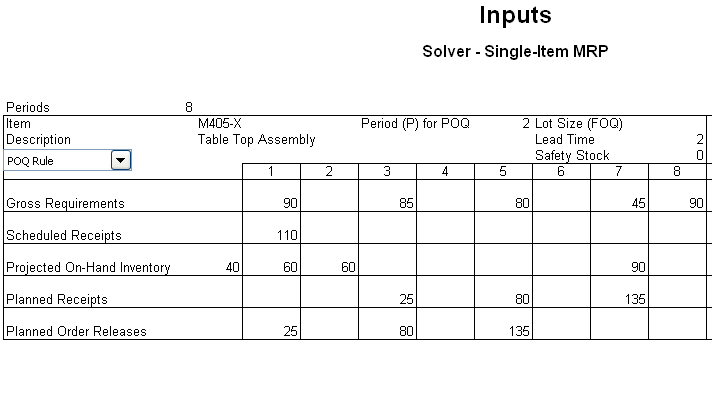 Inputs
Solver - Single-Item MRP
Periods 8
Item M405-X Period (P) for POQ 2 Lot Size (FOQ)
Description Table Top Assembly Lead Time 2
POQ Rule Safety Stock 0
1 2 3 4 5 6 7 8
Gross Requirements 90 85 80 45 90
Scheduled Receipts 110
Projected On-Hand Inventory 40 60 60 90
Planned Receipts 25 80 135
Planned Order Releases 25 80 135